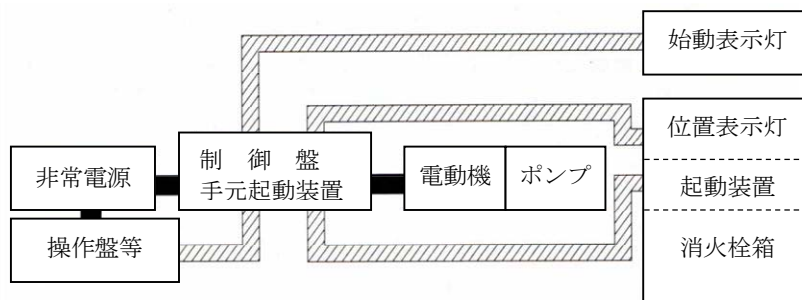 始動表示灯
位置表示灯
非常電源
制 御 盤
手元起動装置
電動機
ポンプ
起動装置
操作盤等
消火栓箱